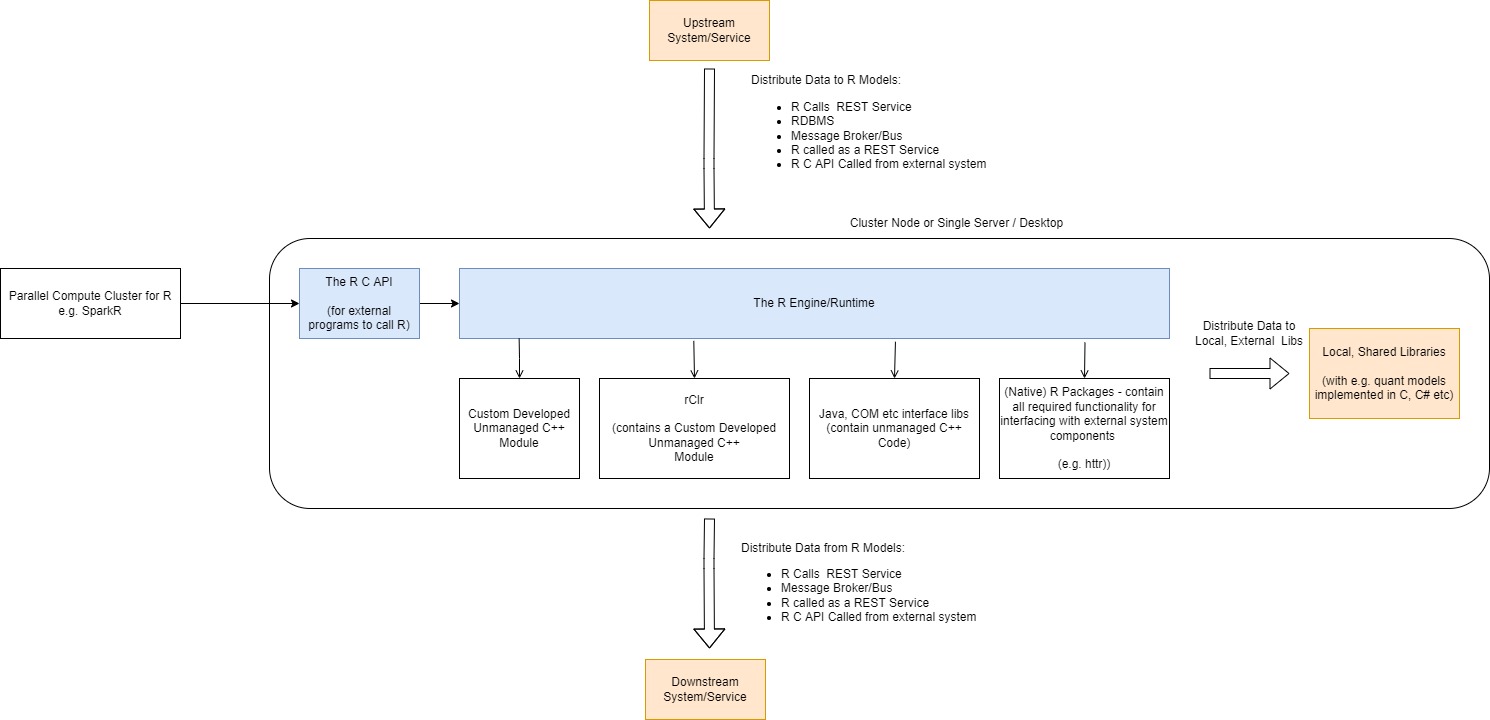 Upstream
System/Service
Distribute Data to R Models:
R Calls  REST Service
RDBMS
Message Broker/Bus
R called as a REST Service
R C API Called from external system
Cluster Node or Single Server / Desktop
Parallel Compute Cluster for R
e.g. SparkR
The R C API
(for external
programs to call R)
The R Engine/Runtime
Distribute Data to
Local, External  Libs
Local, Shared Libraries
(with e.g. quant models
implemented in C, C# etc)
Custom Developed
Unmanaged C++
Module
rClr
(contains a Custom Developed
Unmanaged C++
Module
Java, COM etc interface libs
(contain unmanaged C++
Code)
(Native) R Packages - contain
all required functionality for
interfacing with external system
components
(e.g. httr))
Distribute Data from R Models:
R Calls  REST Service
Message Broker/Bus
R called as a REST Service
R C API Called from external system
Downstream
System/Service